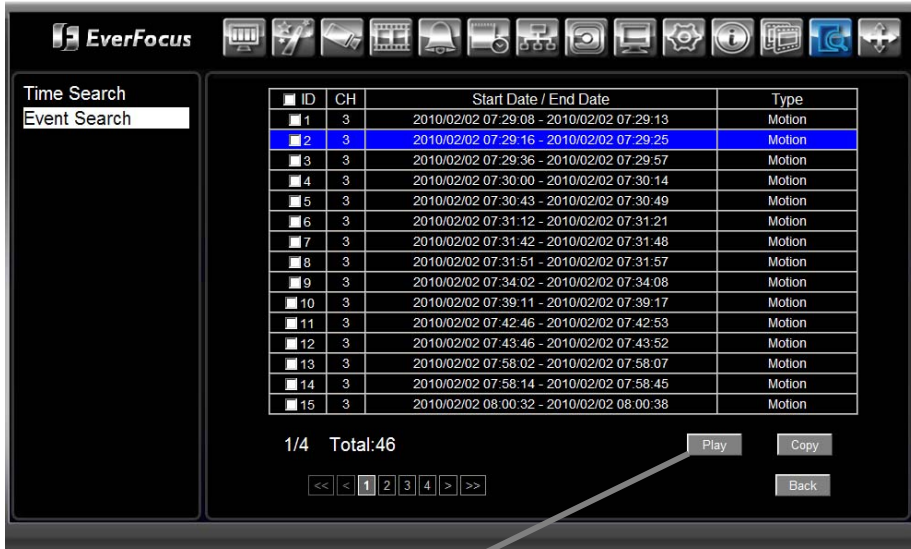 EverFocus
Time Search
Event Search
ID CH Start Date / End Date Type
1 3 2010/02/02 07:29:08 - 2010/02/02 07:29:13 Motion
2 3 2010/02/02 07:29:16 - 2010/02/02 07:29:25 Motion
3 3 2010/02/02 07:29:36 - 2010/02/02 07:29:57 Motion
4 3 2010/02/02 07:30:00 - 2010/02/02 07:30:14 Motion
5 3 2010/02/02 07:30:43 - 2010/02/02 07:30:49 Motion
6 3 2010/02/02 07:31:12 - 2010/02/02 07:31:21 Motion
7 3 2010/02/02 07:31:42 - 2010/02/02 07:31:48 Motion
8 3 2010/02/02 07:31:51 - 2010/02/02 07:31:57 Motion
9 3 2010/02/02 07:34:02 - 2010/02/02 07:34:08 Motion
10 3 2010/02/02 07:39:11 - 2010/02/02 07:39:17 Motion
11 3 2010/02/02 07:42:46 - 2010/02/02 07:42:53 Motion
12 3 2010/02/02 07:43:46 - 2010/02/02 07:43:52 Motion
13 3 2010/02/02 07:58:02 - 2010/02/02 07:58:07 Motion
14 3 2010/02/02 07:58:14 - 2010/02/02 07:58:45 Motion
15 3 2010/02/02 08:00:32 - 2010/02/02 08:00:38 Motion
1/4 Total:46 Play Copy
<< < 1 2 3 4 > >> Back